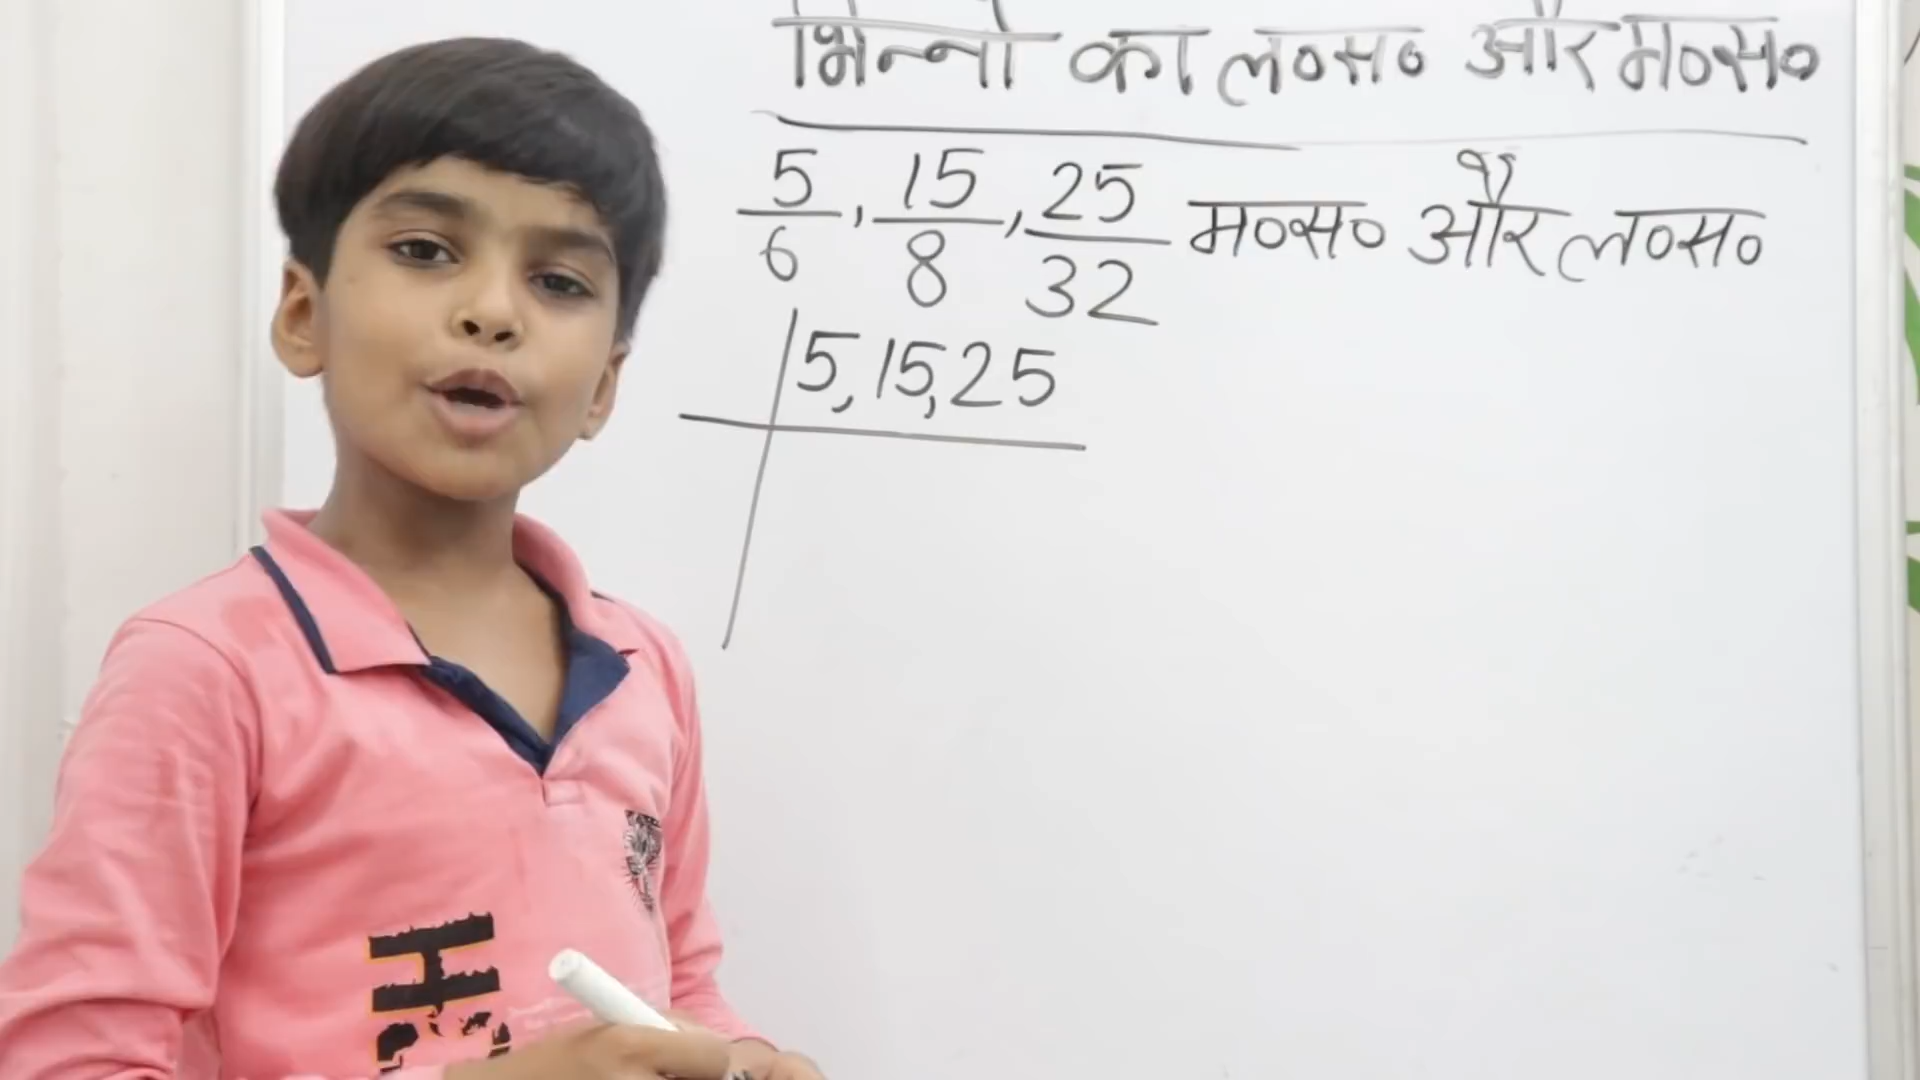 भिन्नो का ल०स० और म०स०
5/6, 15/8, 25/32 म०स० और ल०स०
5, 15, 25